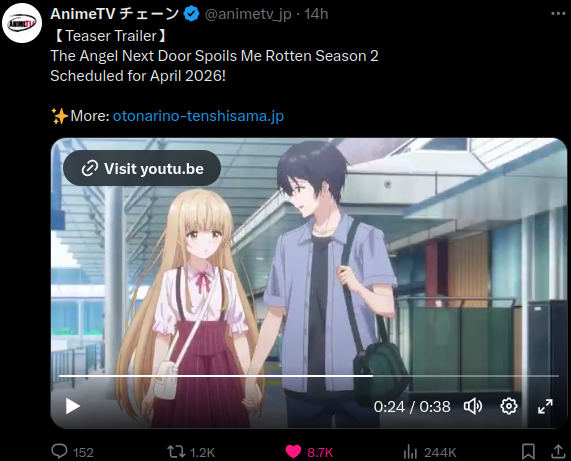 AnimeTV チェーン @animetv_jp · 14h
【Teaser Trailer】
The Angel Next Door Spoils Me Rotten Season 2
Scheduled for April 2026!
✨More: otonarino-tenshisama.jp
Visit youtu.be
0:24 / 0:38
152 1.2K 8.7K 244K